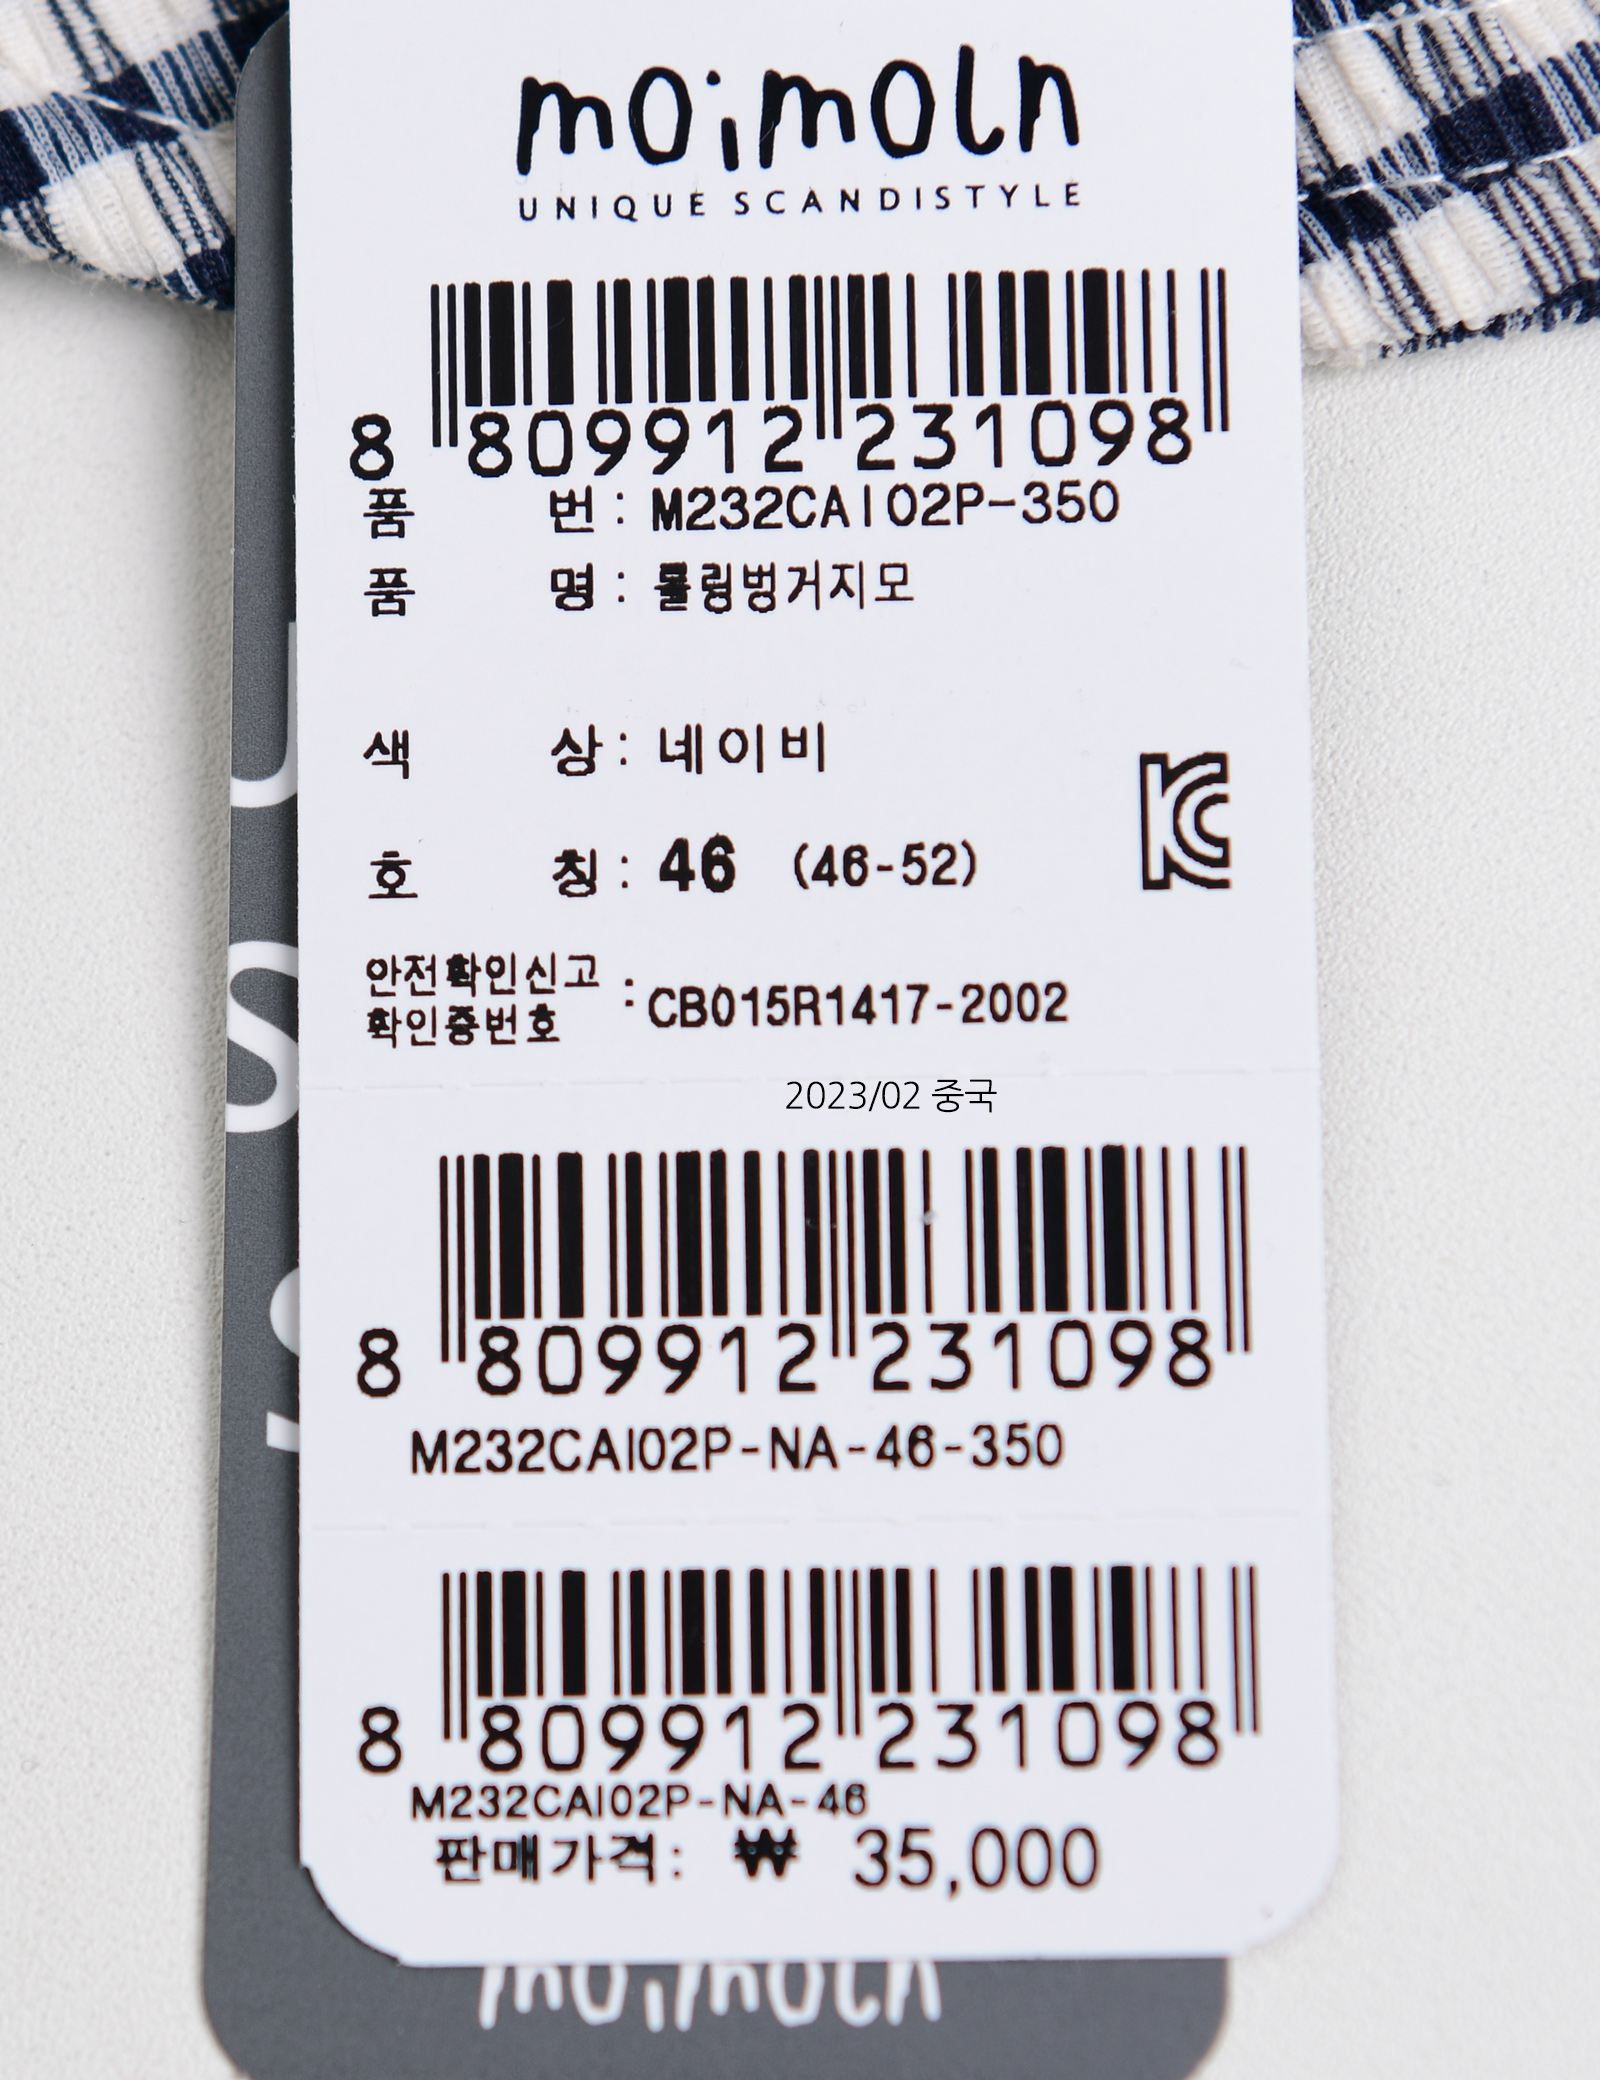 moimoln
UNIQUE SCANDISTYLE
8 809912 231098
품 번 : M232CAI02P-350
품 명 : 롤링벙거지모
색 상 : 네이비
호 칭 : 46 (46-52)
안전확인신고
확인증번호 : CB015R1417-2002
2023/02 중국
8 809912 231098
M232CAI02P-NA-46-350
8 809912 231098
M232CAI02P-NA-46
판매가격: ₩ 35,000
moimoln